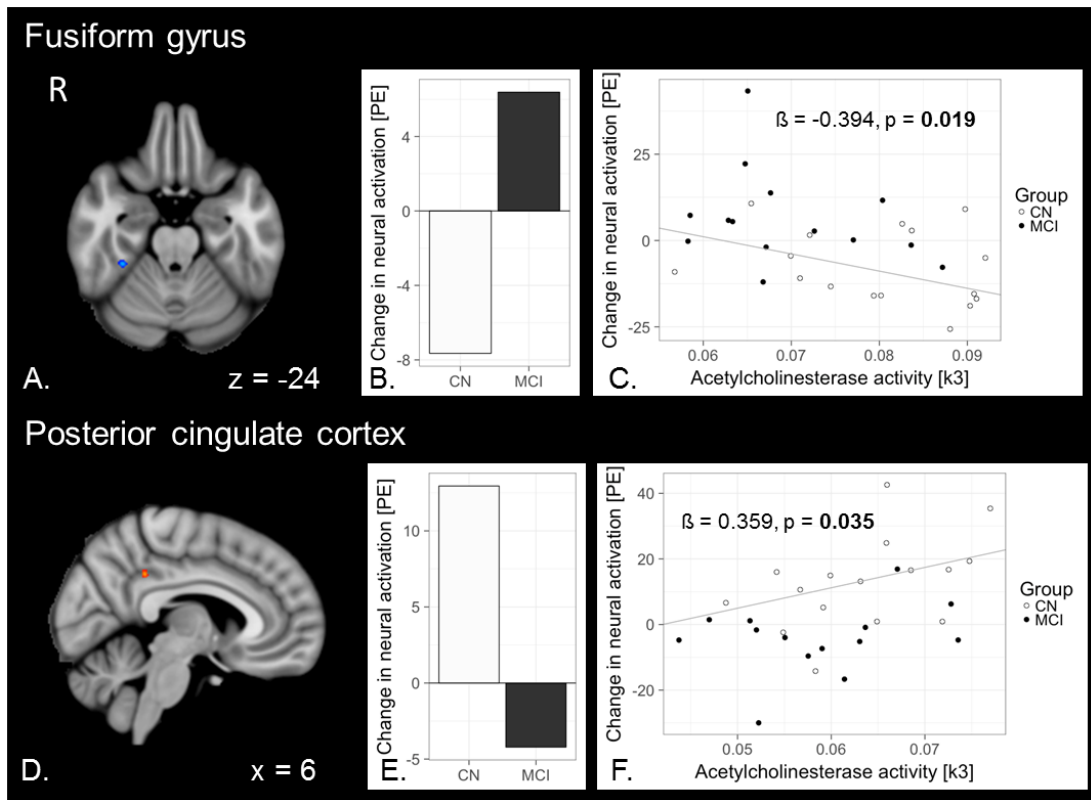 Fusiform gyrus
R
A.
z = -24
Change in neural activation [PE]
4
0
-4
-8
CN
MCI
B.
Change in neural activation [PE]
25
0
-25
ß = -0.394, p = 0.019
0.06
0.07
0.08
0.09
Acetylcholinesterase activity [k3]
C.
Group
CN
MCI
Posterior cingulate cortex
D.
x = 6
Change in neural activation [PE]
10
5
0
-5
CN
MCI
E.
Change in neural activation [PE]
40
20
0
-20
ß = 0.359, p = 0.035
0.05
0.06
0.07
Acetylcholinesterase activity [k3]
F.
Group
CN
MCI